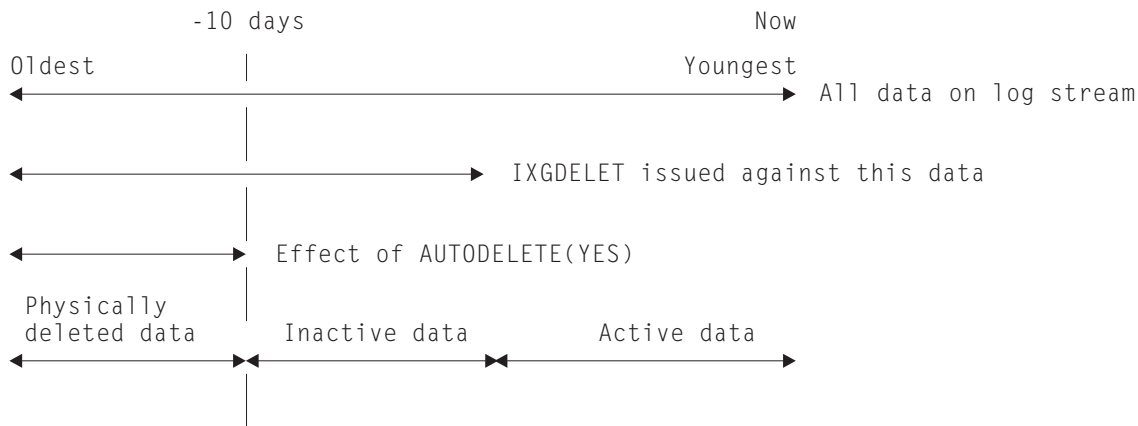 -10 days Now
Oldest Youngest
All data on log stream
IXGDELET issued against this data
Effect of AUTODELETE(YES)
Physically
deleted data Inactive data Active data